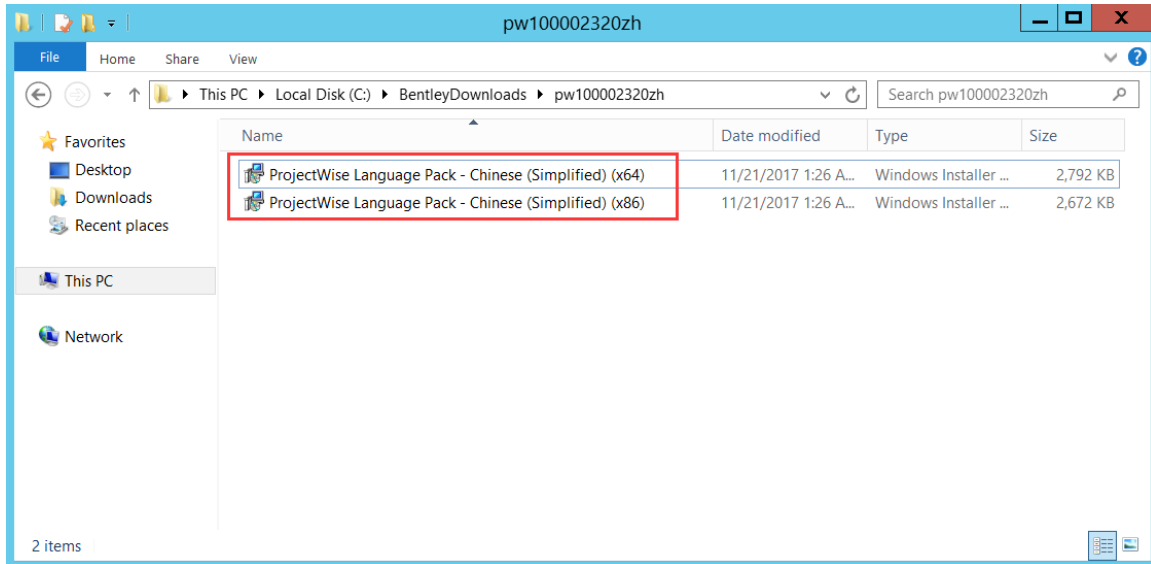 pw100002320zh
X
File Home Share View
This PC Local Disk (C:) BentleyDownloads pw100002320zh Search pw100002320zh
Favorites
Desktop
Downloads
Recent places
This PC
Network
Name Date modified Type Size
ProjectWise Language Pack - Chinese (Simplified) (x64) 11/21/2017 1:26 A... Windows Installer ... 2,792 KB
ProjectWise Language Pack - Chinese (Simplified) (x86) 11/21/2017 1:26 A... Windows Installer ... 2,672 KB
2 items